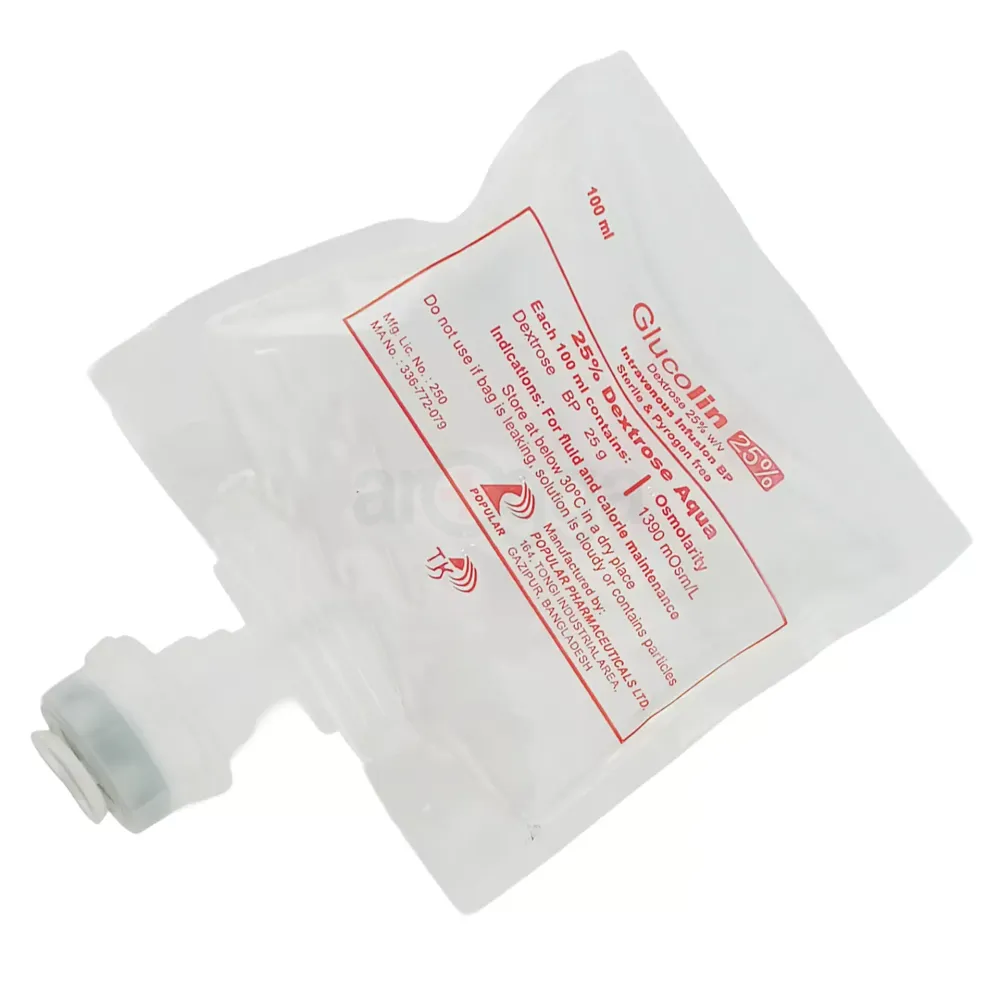 100 ml
Glucolin 25%
Dextrose 25% w/v
Intravenous Infusion BP
Sterile & Pyrogen free
25% Dextrose Aqua
Each 100 ml contains:
Dextrose BP 25 g
Osmolarity
1390 mOsm/L
Indications: For fluid and calorie maintenance
Store at below 30°C in a dry place
Do not use if bag is leaking, solution is cloudy or contains particles
POPULAR
Manufactured by:
POPULAR PHARMACEUTICALS LTD.
164, TONGI INDUSTRIAL AREA,
GAZIPUR, BANGLADESH
Mfg. Lic. No.: 250
MA.No.: 336-772-079
TK